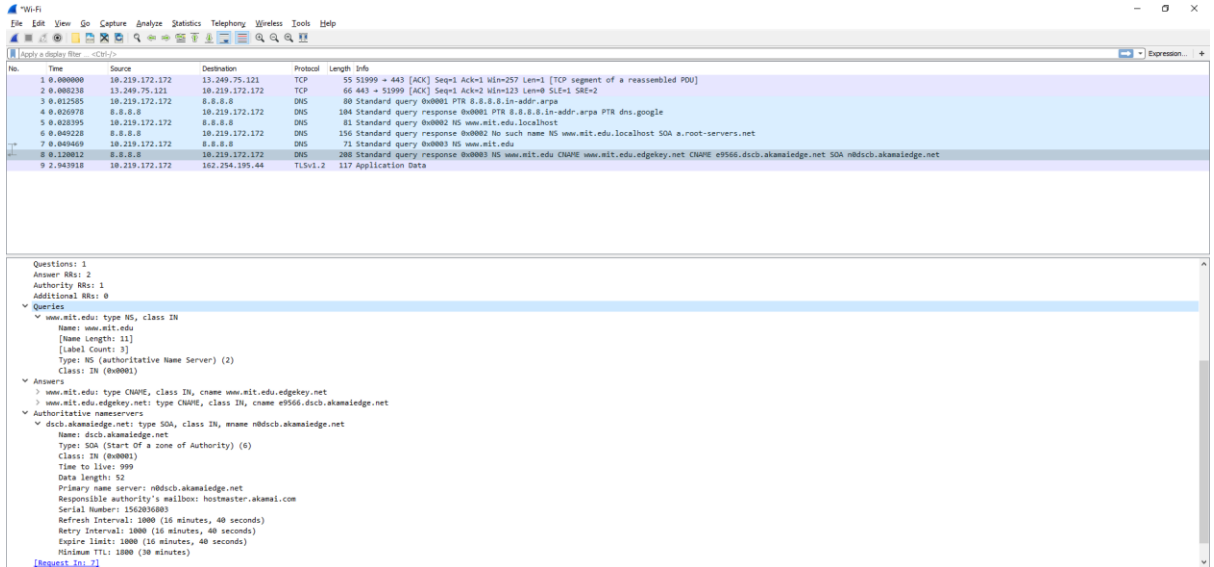 *Wi-Fi
File Edit View Go Capture Analyze Statistics Telephony Wireless Tools Help
Apply a display filter ... <Ctrl-/> Expression... +
No. Time Source Destination Protocol Length Info
1 0.000000 10.219.172.172 13.249.75.121 TCP 55 51999 → 443 [ACK] Seq=1 Ack=1 Win=257 Len=1 [TCP segment of a reassembled PDU]
2 0.008238 13.249.75.121 10.219.172.172 TCP 66 443 → 51999 [ACK] Seq=1 Ack=2 Win=123 Len=0 SLE=1 SRE=2
3 0.012585 10.219.172.172 8.8.8.8 DNS 80 Standard query 0x0001 PTR 8.8.8.8.in-addr.arpa
4 0.026978 8.8.8.8 10.219.172.172 DNS 104 Standard query response 0x0001 PTR 8.8.8.8.in-addr.arpa PTR dns.google
5 0.028395 10.219.172.172 8.8.8.8 DNS 81 Standard query 0x0002 NS www.mit.edu.localhost
6 0.049228 8.8.8.8 10.219.172.172 DNS 156 Standard query response 0x0002 No such name NS www.mit.edu.localhost SOA a.root-servers.net
7 0.049469 10.219.172.172 8.8.8.8 DNS 71 Standard query 0x0003 NS www.mit.edu
8 0.120012 8.8.8.8 10.219.172.172 DNS 208 Standard query response 0x0003 NS www.mit.edu CNAME www.mit.edu.edgekey.net CNAME e9566.dscb.akamaiedge.net SOA n0dscb.akamaiedge.net
9 2.943918 10.219.172.172 162.254.195.44 TLSv1.2 117 Application Data
Questions: 1
Answer RRs: 2
Authority RRs: 1
Additional RRs: 0
Queries
www.mit.edu: type NS, class IN
Name: www.mit.edu
[Name Length: 11]
[Label Count: 3]
Type: NS (authoritative Name Server) (2)
Class: IN (0x0001)
Answers
www.mit.edu: type CNAME, class IN, cname www.mit.edu.edgekey.net
www.mit.edu.edgekey.net: type CNAME, class IN, cname e9566.dscb.akamaiedge.net
Authoritative nameservers
dscb.akamaiedge.net: type SOA, class IN, mname n0dscb.akamaiedge.net
Name: dscb.akamaiedge.net
Type: SOA (Start Of a zone of Authority) (6)
Class: IN (0x0001)
Time to live: 999
Data length: 52
Primary name server: n0dscb.akamaiedge.net
Responsible authority's mailbox: hostmaster.akamai.com
Serial Number: 1562036803
Refresh Interval: 1000 (16 minutes, 40 seconds)
Retry Interval: 1000 (16 minutes, 40 seconds)
Expire limit: 1000 (16 minutes, 40 seconds)
Minimum TTL: 1800 (30 minutes)
[Request In: 7]